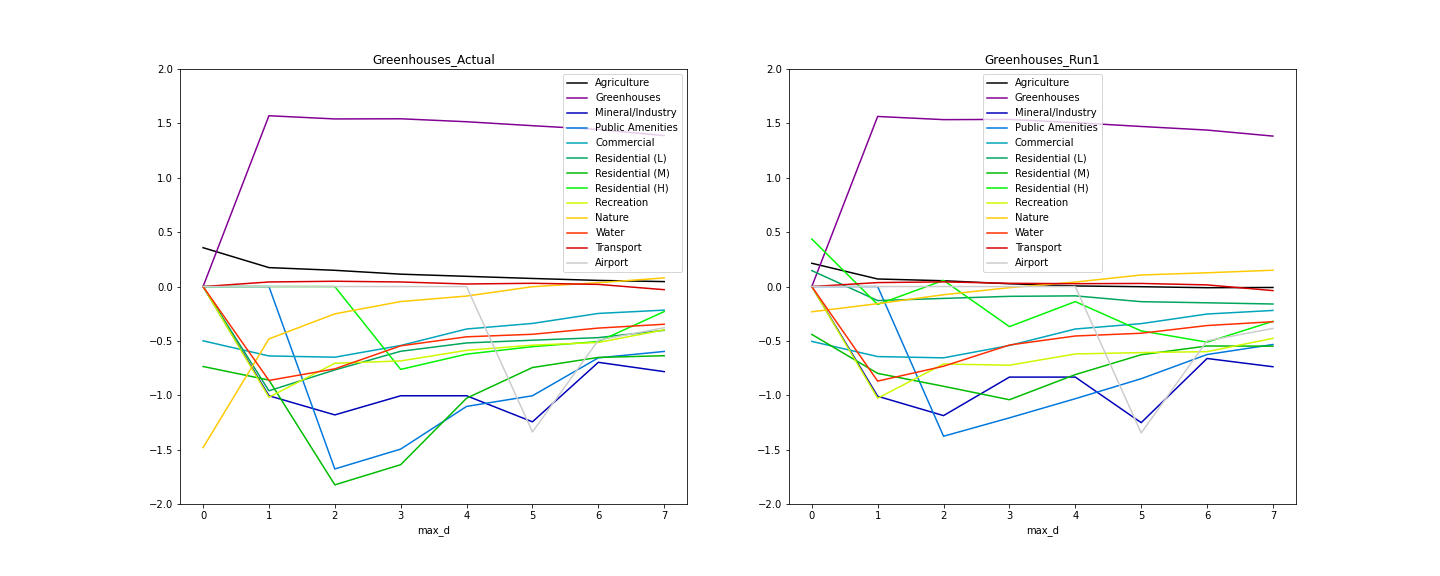 Greenhouses_Actual
2.0
1.5
1.0
0.5
0.0
−0.5
−1.0
−1.5
−2.0
0 1 2 3 4 5 6 7
max_d
Agriculture
Greenhouses
Mineral/Industry
Public Amenities
Commercial
Residential (L)
Residential (M)
Residential (H)
Recreation
Nature
Water
Transport
Airport
Greenhouses_Run1
2.0
1.5
1.0
0.5
0.0
−0.5
−1.0
−1.5
−2.0
0 1 2 3 4 5 6 7
max_d
Agriculture
Greenhouses
Mineral/Industry
Public Amenities
Commercial
Residential (L)
Residential (M)
Residential (H)
Recreation
Nature
Water
Transport
Airport